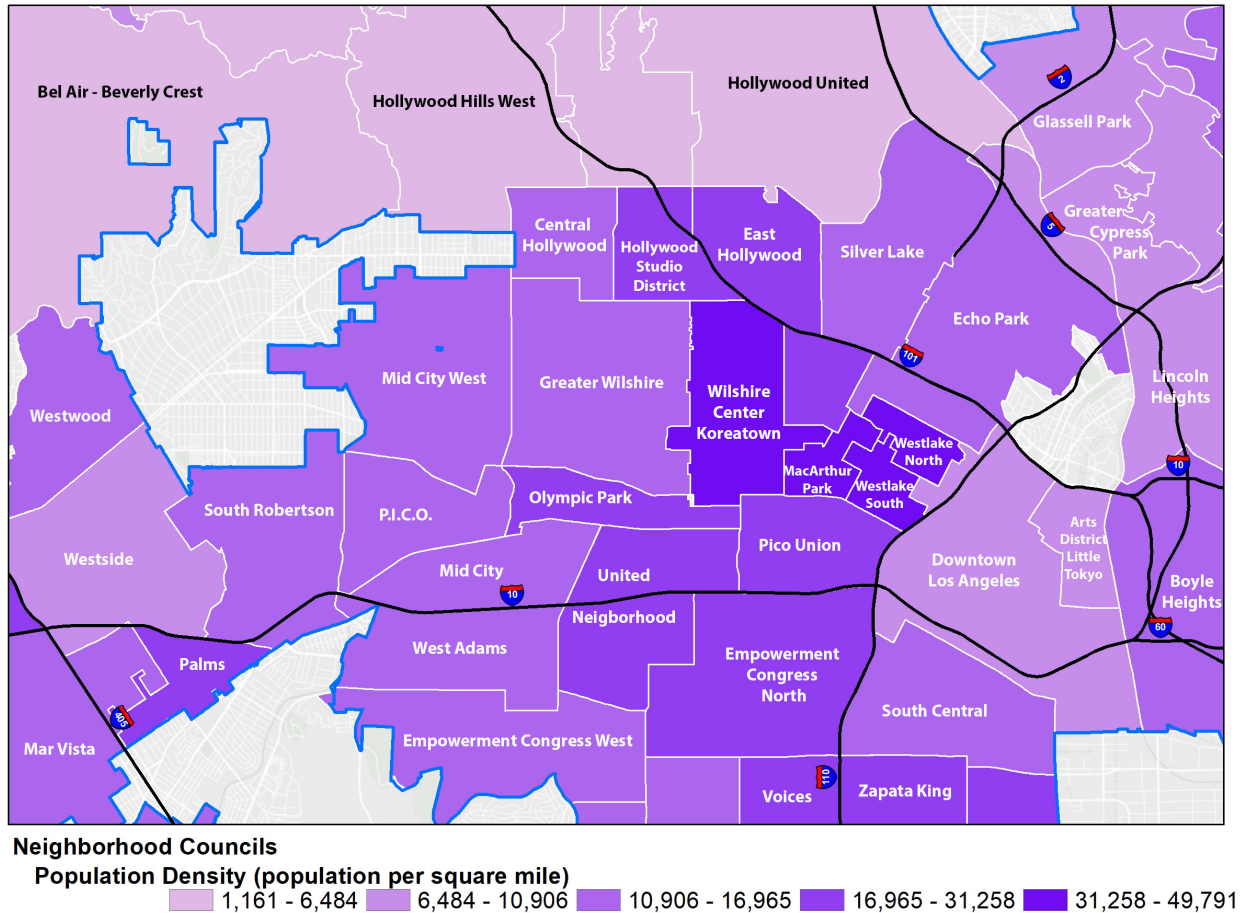 Bel Air - Beverly Crest
Hollywood Hills West
Hollywood United
2
Glassell Park
Greater
Cypress
Park
5
Central
Hollywood
Hollywood
Studio
District
East
Hollywood
Silver Lake
Echo Park
101
Mid City West
Greater Wilshire
Wilshire
Center
Koreatown
Lincoln
Heights
Westwood
Westlake
North
MacArthur
Park
Westlake
South
10
South Robertson
P.I.C.O.
Olympic Park
Pico Union
Westside
Mid City
10
United
Neigborhood
Downtown
Los Angeles
Arts
District
Little
Tokyo
Boyle
Heights
60
Palms
West Adams
Empowerment
Congress
North
405
Mar Vista
Empowerment Congress West
South Central
Voices
110
Zapata King
Neighborhood Councils
Population Density (population per square mile)
1,161 - 6,484 6,484 - 10,906 10,906 - 16,965 16,965 - 31,258 31,258 - 49,791